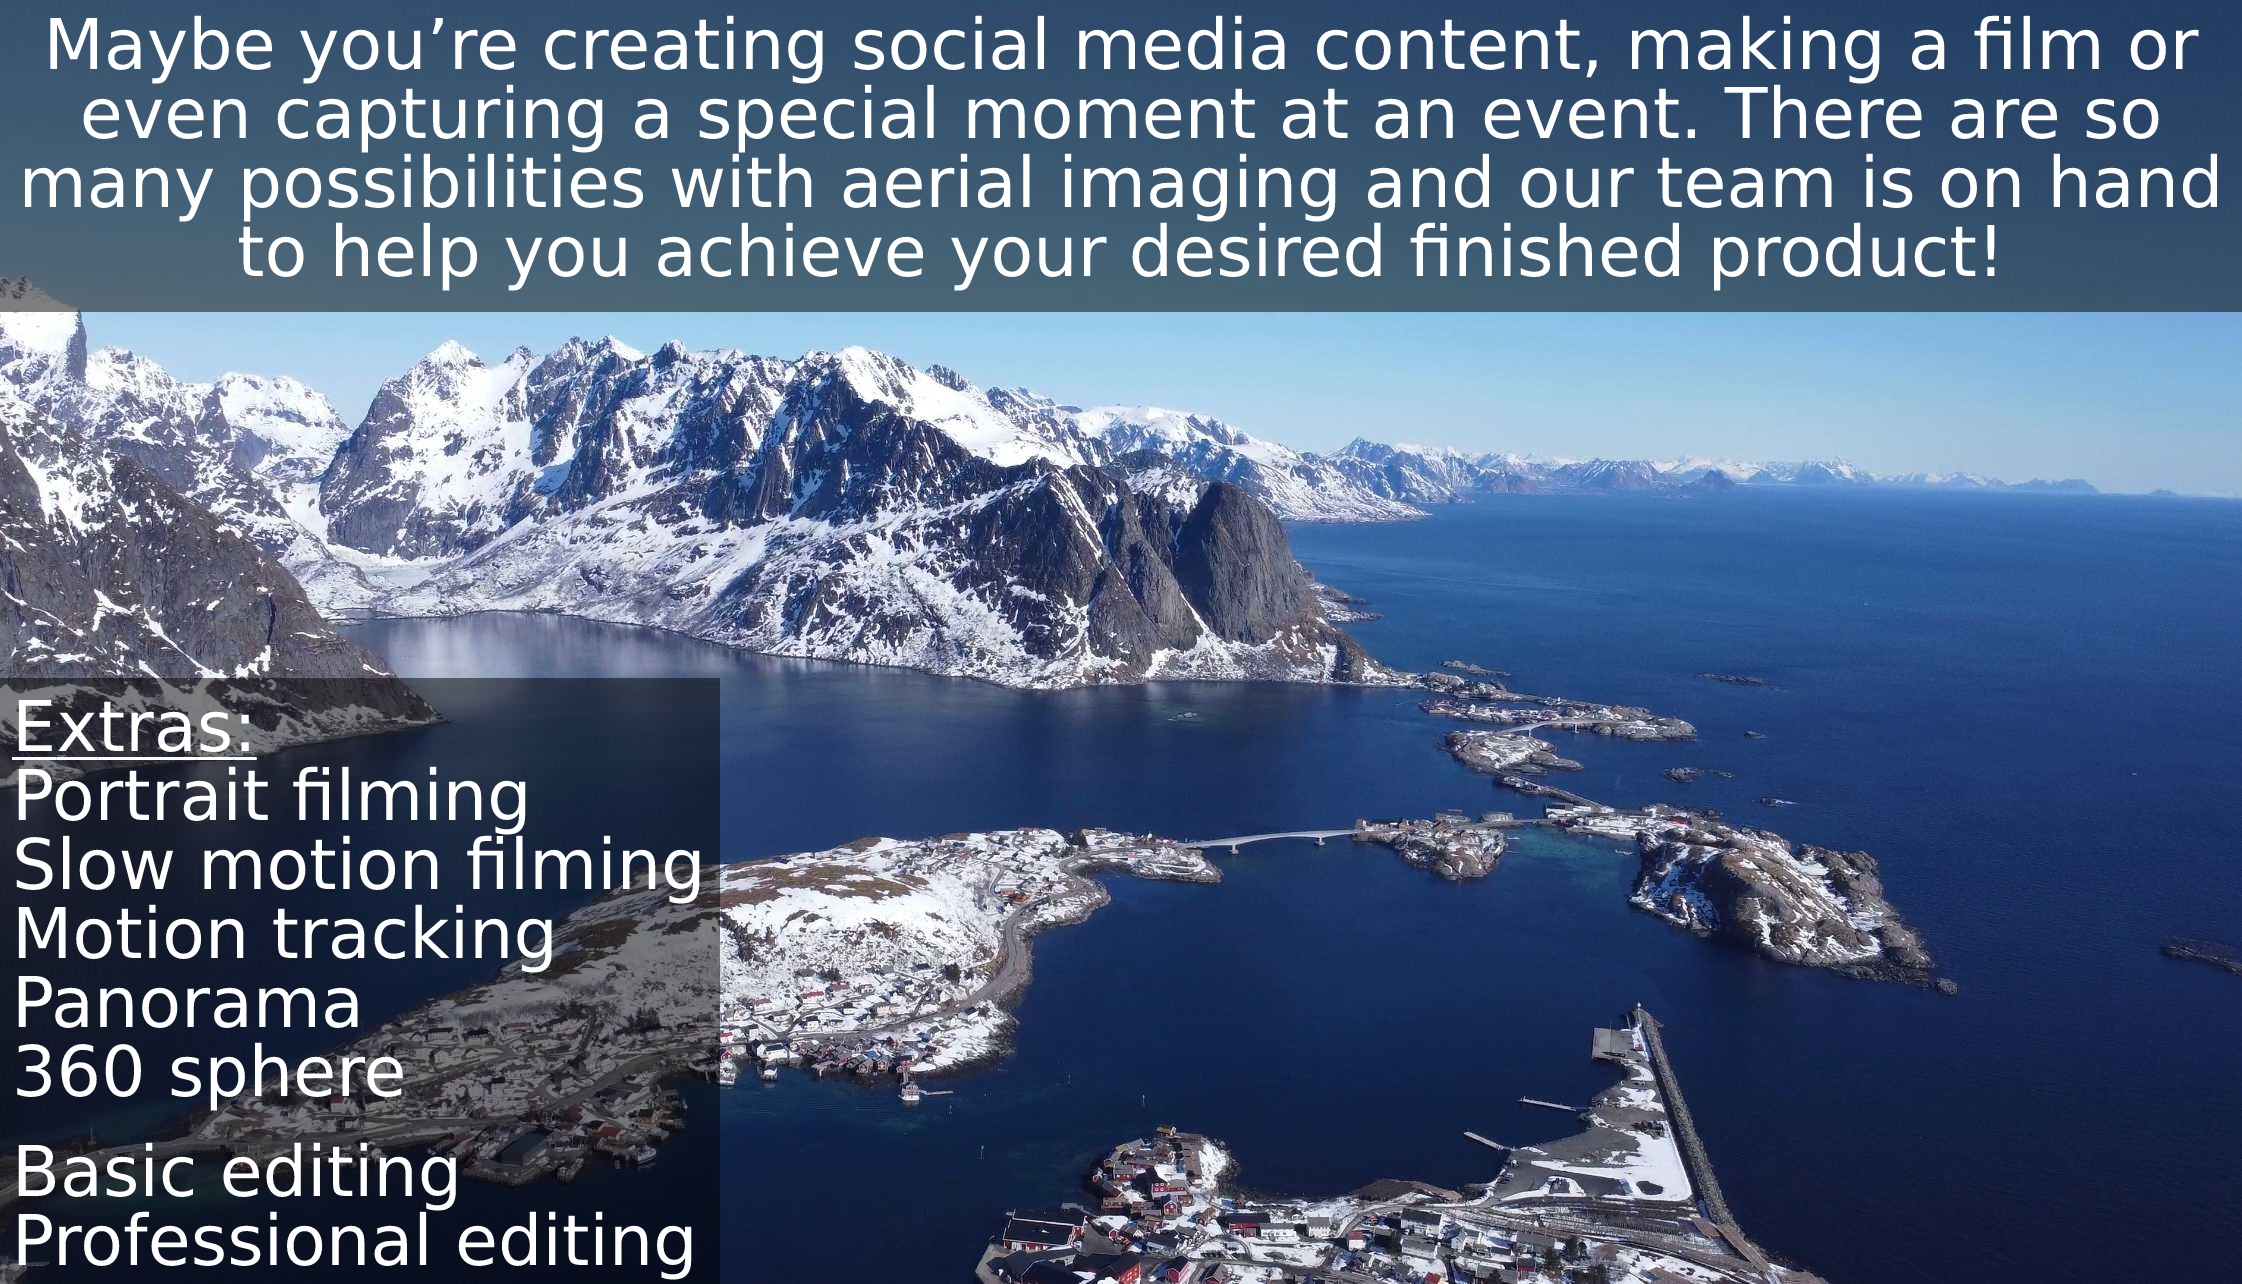 Maybe you’re creating social media content, making a film or
even capturing a special moment at an event. There are so
many possibilities with aerial imaging and our team is on hand
to help you achieve your desired finished product!
Extras:
Portrait filming
Slow motion filming
Motion tracking
Panorama
360 sphere
Basic editing
Professional editing